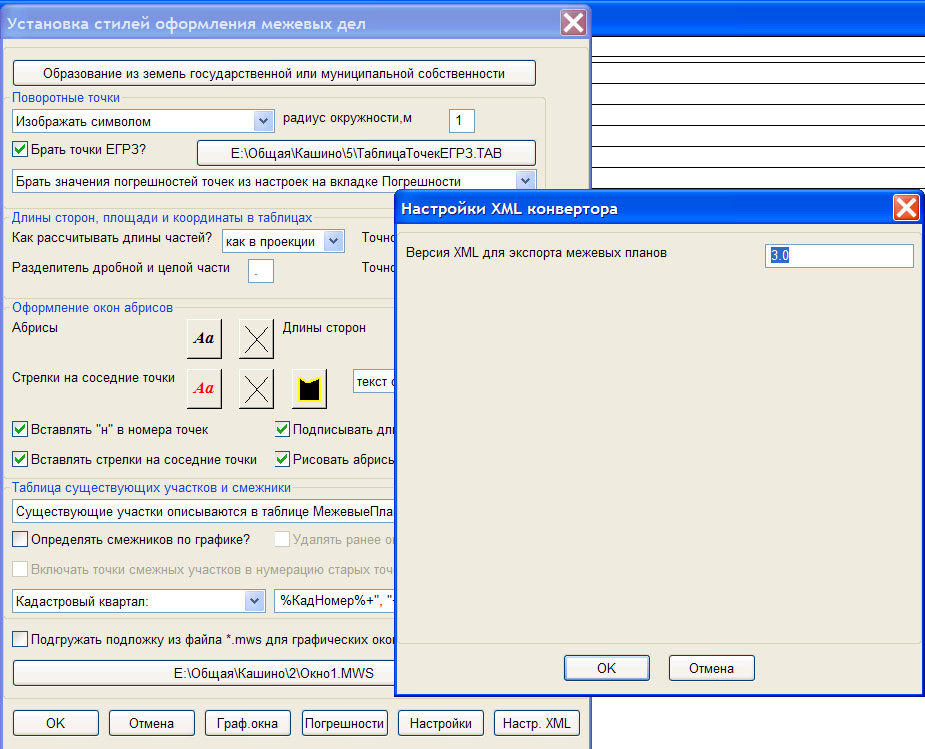 Установка стилей оформления межевых дел
Образование из земель государственной или муниципальной собственности
Поворотные точки
Изображать символом
радиус окружности,м
1
Брать точки ЕГРЗ?
E:\Общая\Кашино\5\ТаблицаТочекЕГРЗ.TAB
Брать значения погрешностей точек из настроек на вкладке Погрешности
Настройки XML конвертора
Версия XML для экспорта межевых планов
3.0
Длины сторон, площади и координаты в таблицах
Как рассчитывать длины частей?
как в проекции
Точно
Разделитель дробной и целой части
.
Точно
Оформление окон абрисов
Абрисы
Aa
Длины сторон
Стрелки на соседние точки
Aa
текст
Вставлять "н" в номера точек
Подписывать дли
Вставлять стрелки на соседние точки
Рисовать абрисы
Таблица существующих участков и смежники
Существующие участки описываются в таблице МежевыеПла
Определять смежников по графике?
Удалять ранее о
Включать точки смежных участков в нумерацию старых точ
Кадастровый квартал:
%КадНомер%+", "+
Подгружать подложку из файла *.mws для графических окон
E:\Общая\Кашино\2\Окно1.MWS
OK
Отмена
OK
Отмена
Граф.окна
Погрешности
Настройки
Настр. XML